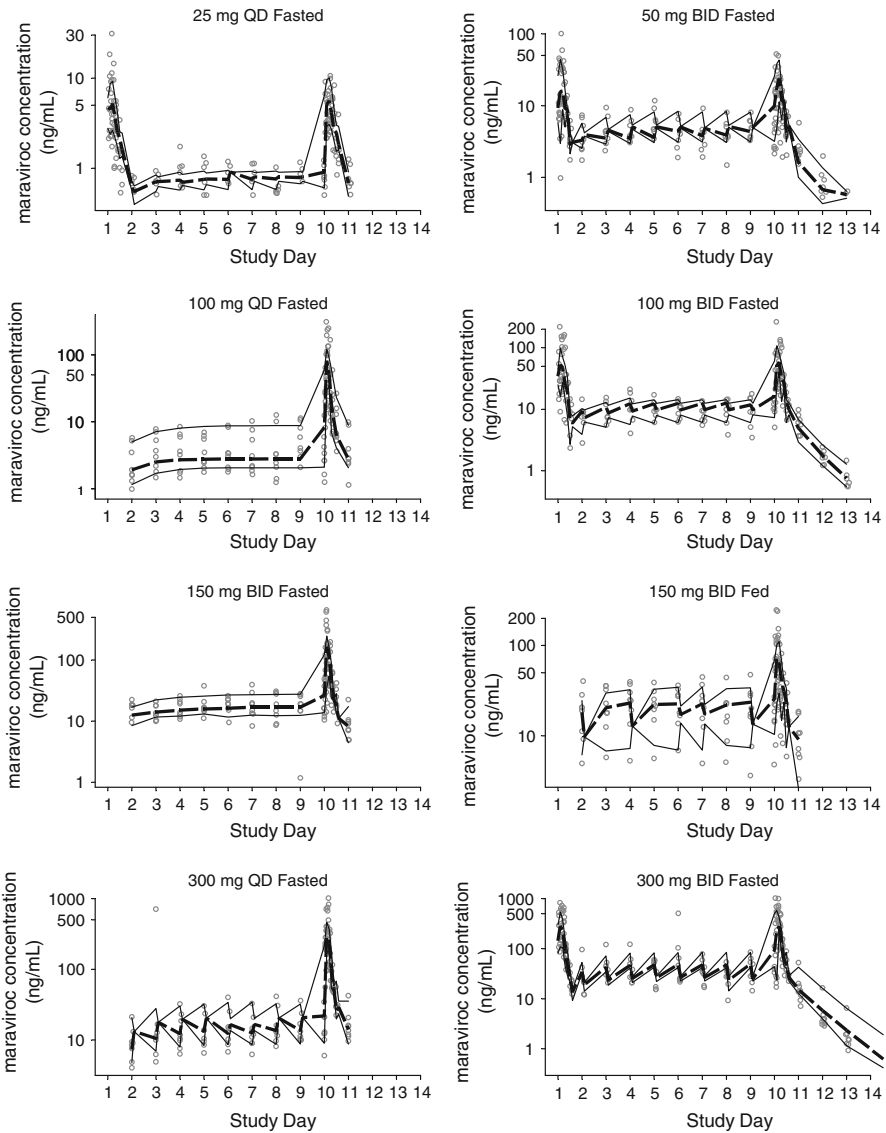 25 mg QD Fasted
maraviroc concentration
(ng/mL)
30
10
5
1
1 2 3 4 5 6 7 8 9 10 11 12 13 14
Study Day
50 mg BID Fasted
maraviroc concentration
(ng/mL)
100
10
1
1 2 3 4 5 6 7 8 9 10 11 12 13 14
Study Day
100 mg QD Fasted
maraviroc concentration
(ng/mL)
100
50
10
1
1 2 3 4 5 6 7 8 9 10 11 12 13 14
Study Day
100 mg BID Fasted
maraviroc concentration
(ng/mL)
200
100
50
10
1
1 2 3 4 5 6 7 8 9 10 11 12 13 14
Study Day
150 mg BID Fasted
maraviroc concentration
(ng/mL)
500
100
10
1
1 2 3 4 5 6 7 8 9 10 11 12 13 14
Study Day
150 mg BID Fed
maraviroc concentration
(ng/mL)
200
100
50
10
1 2 3 4 5 6 7 8 9 10 11 12 13 14
Study Day
300 mg QD Fasted
maraviroc concentration
(ng/mL)
1000
500
100
10
1 2 3 4 5 6 7 8 9 10 11 12 13 14
Study Day
300 mg BID Fasted
maraviroc concentration
(ng/mL)
1000
500
100
10
1
1 2 3 4 5 6 7 8 9 10 11 12 13 14
Study Day